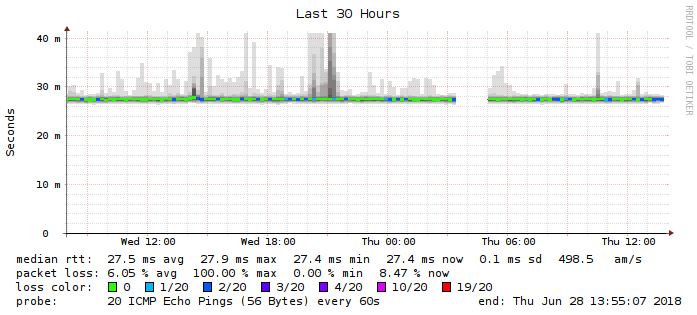 Last 30 Hours
RRDTOOL / TOBI OETIKER
Seconds
40 m
30 m
20 m
10 m
0
Wed 12:00 Wed 18:00 Thu 00:00 Thu 06:00 Thu 12:00
median rtt: 27.5 ms avg 27.9 ms max 27.4 ms min 27.4 ms now 0.1 ms sd 498.5 am/s
packet loss: 6.05 % avg 100.00 % max 0.00 % min 8.47 % now
loss color: 0 1/20 2/20 3/20 4/20 10/20 19/20
probe: 20 ICMP Echo Pings (56 Bytes) every 60s end: Thu Jun 28 13:55:07 2018